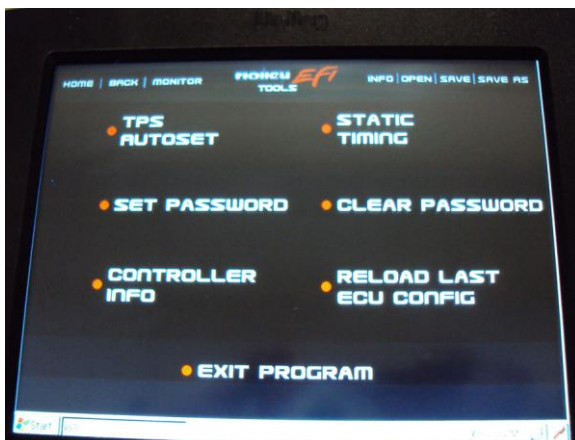 HOME | BACK | MONITOR
EFI
TOOLS
INFO | OPEN | SAVE | SAVE AS
TPS
AUTOSET
STATIC
TIMING
SET PASSWORD
CLEAR PASSWORD
CONTROLLER
INFO
RELOAD LAST
ECU CONFIG
EXIT PROGRAM
Start